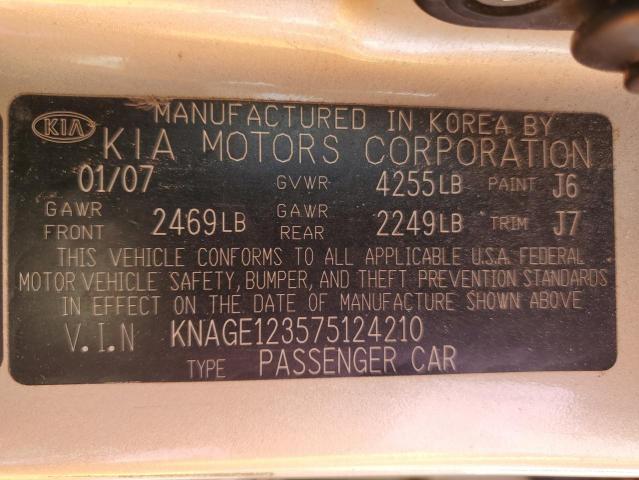 MANUFACTURED IN KOREA BY
KIA KIA MOTORS CORPORATION
01/07 GVWR 4255LB PAINT J6
GAWR FRONT 2469LB GAWR REAR 2249LB TRIM J7
THIS VEHICLE CONFORMS TO ALL APPLICABLE U.S.A. FEDERAL
MOTOR VEHICLE SAFETY, BUMPER, AND THEFT PREVENTION STANDARDS
IN EFFECT ON THE DATE OF MANUFACTURE SHOWN ABOVE
V.I.N KNAGE123575124210
TYPE PASSENGER CAR